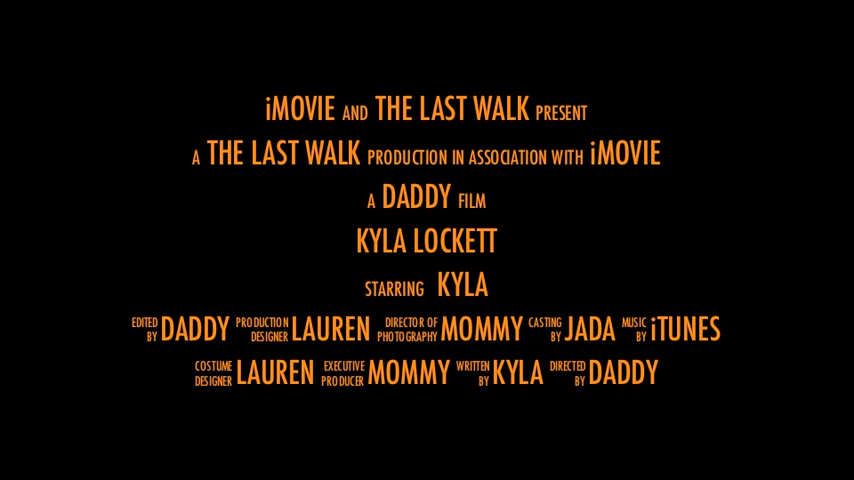 iMOVIE AND THE LAST WALK PRESENT
A THE LAST WALK PRODUCTION IN ASSOCIATION WITH iMOVIE
A DADDY FILM
KYLA LOCKETT
STARRING KYLA
EDITED BY DADDY PRODUCTION DESIGNER LAUREN DIRECTOR OF PHOTOGRAPHY MOMMY CASTING BY JADA MUSIC BY iTUNES
COSTUME DESIGNER LAUREN EXECUTIVE PRODUCER MOMMY WRITTEN BY KYLA DIRECTED BY DADDY